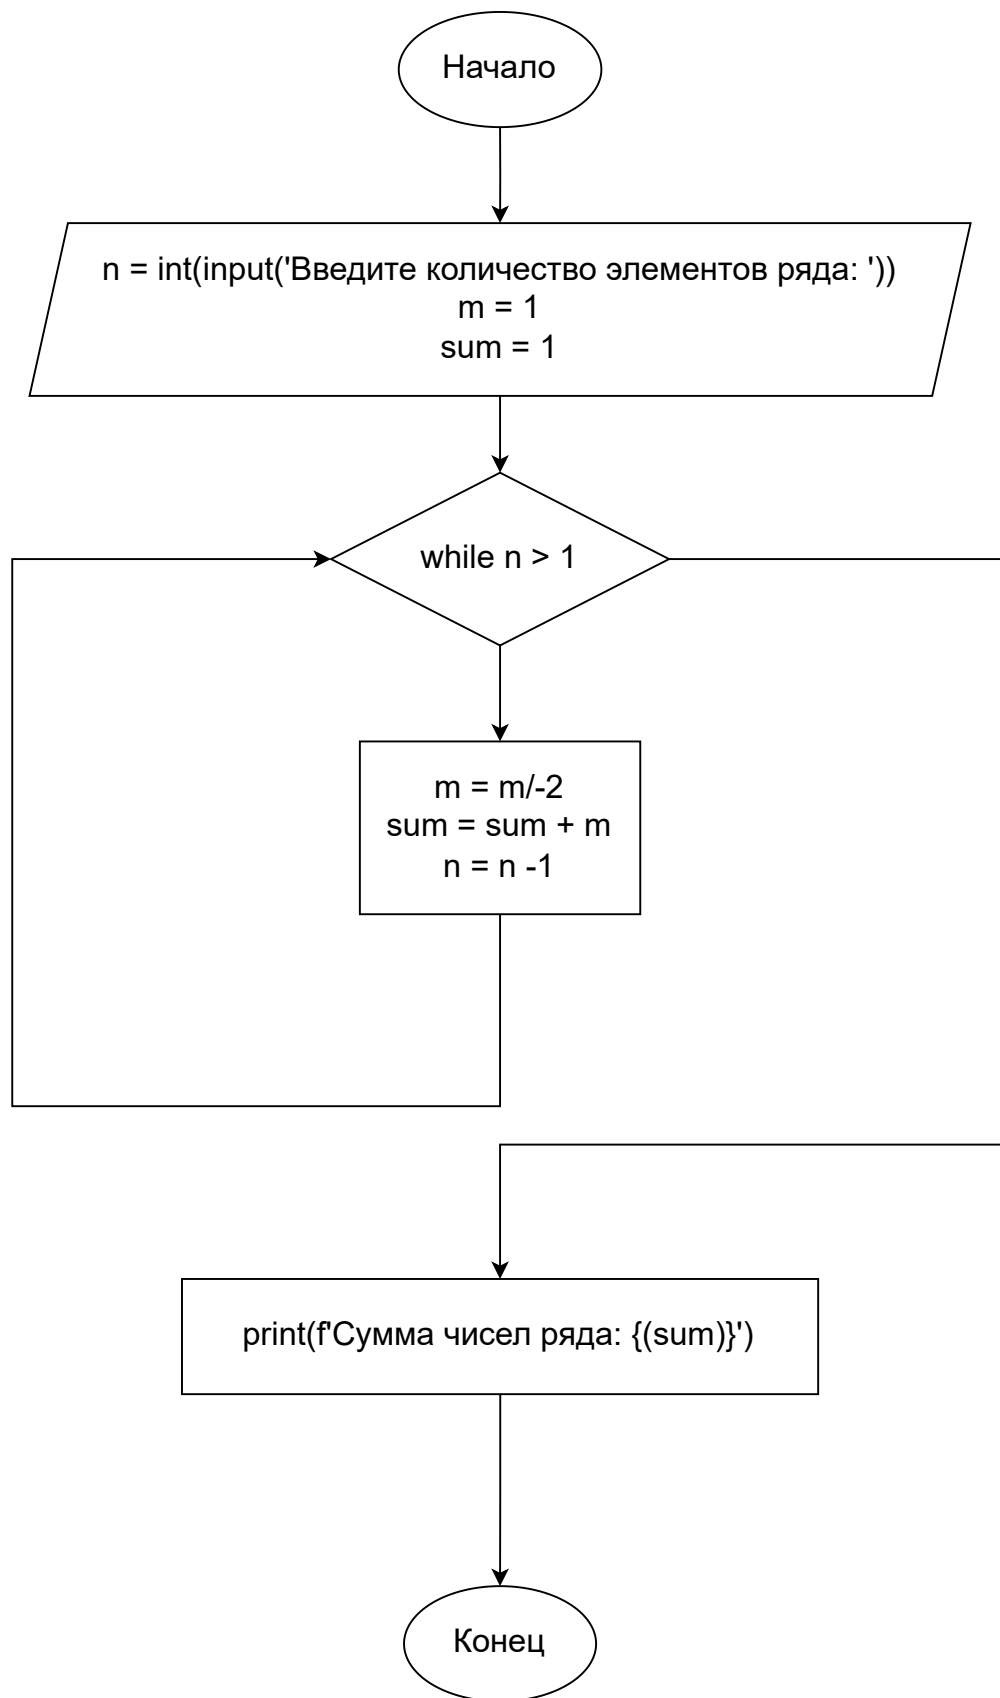 Начало
n = int(input('Введите количество элементов ряда: '))
m = 1
sum = 1
while n > 1
m = m/-2
sum = sum + m
n = n -1
print(f'Сумма чисел ряда: {(sum)}')
Конец